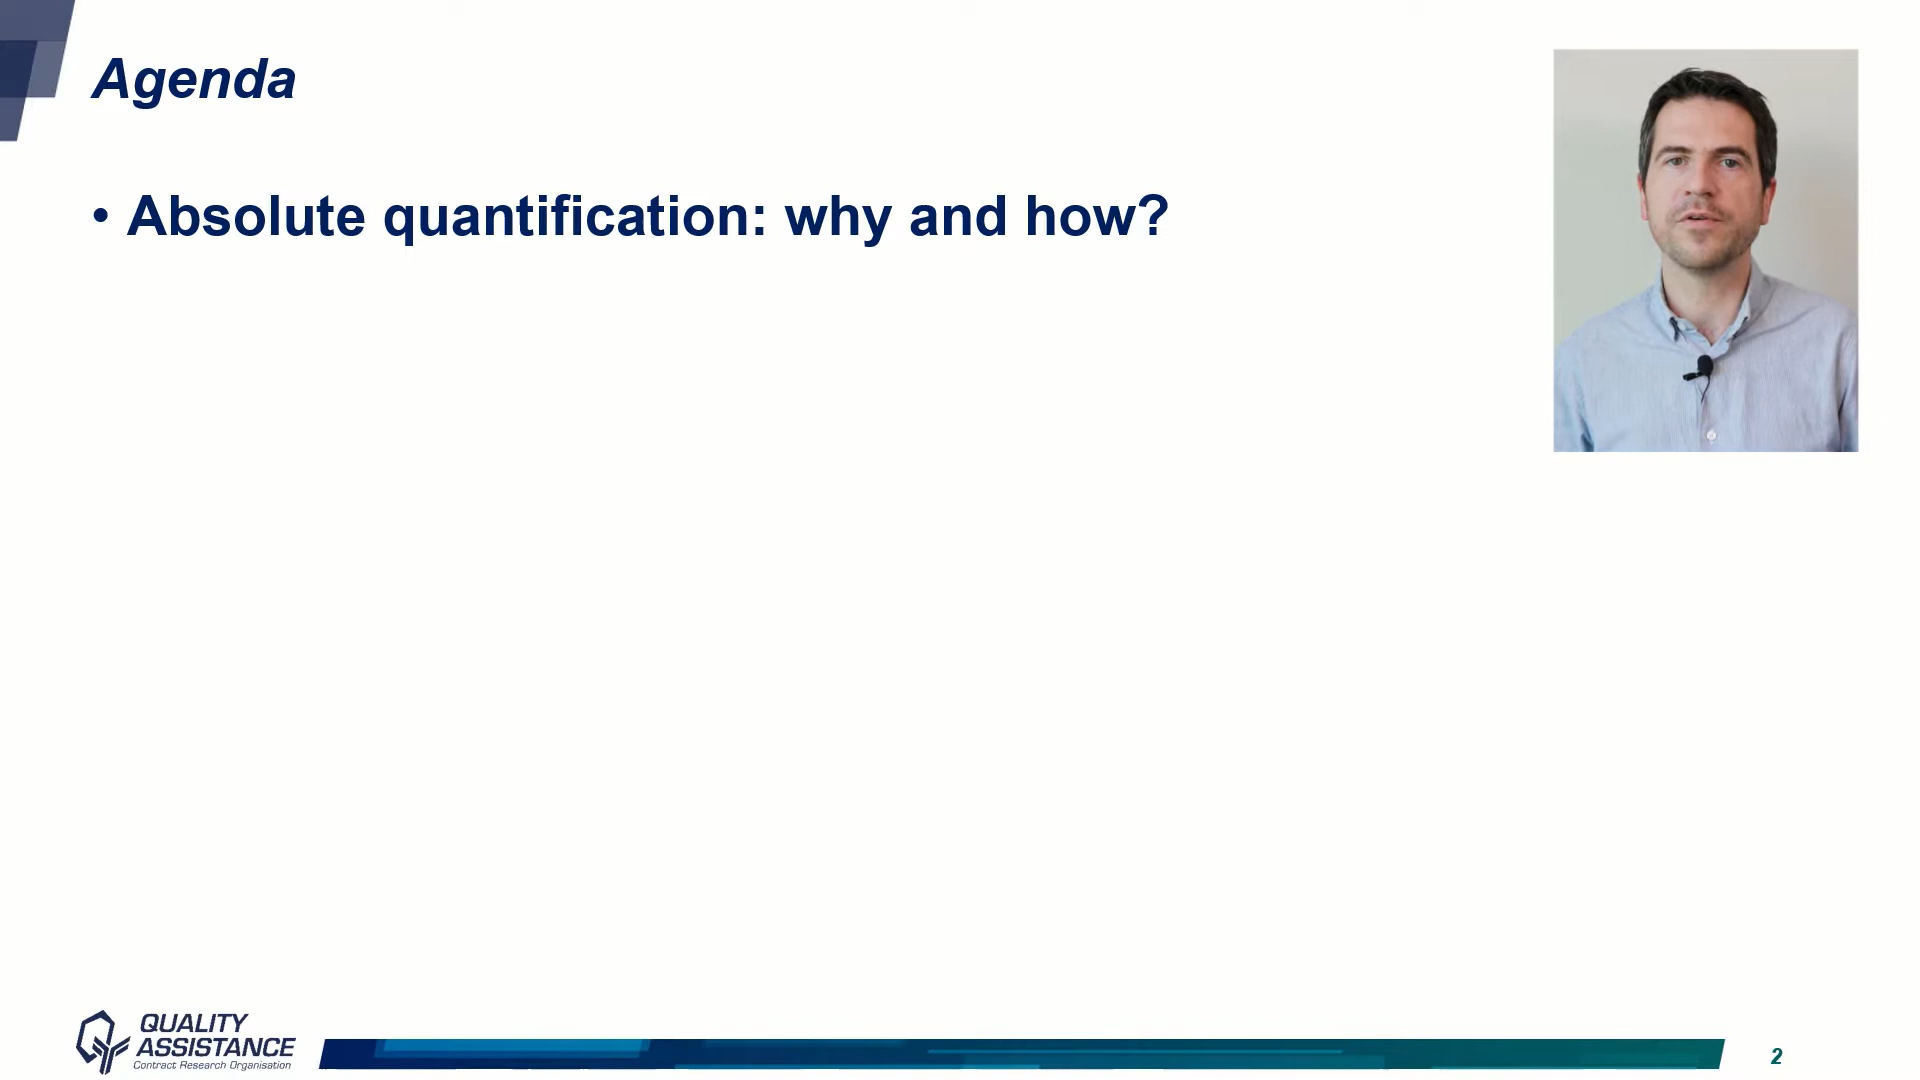 Agenda
• Absolute quantification: why and how?
QUALITY
ASSISTANCE
Contract Research Organisation
2